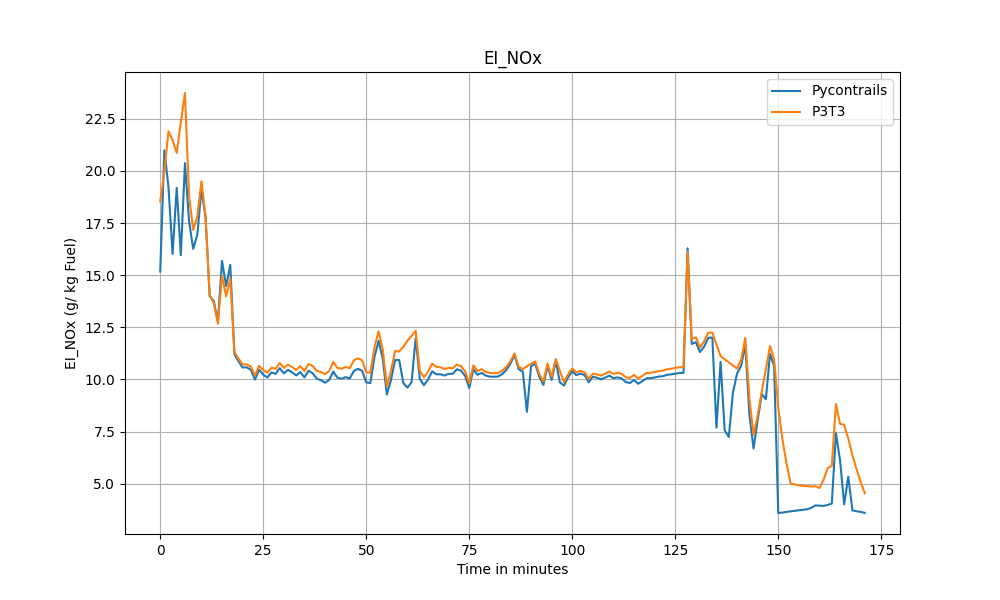 EI_NOx
Pycontrails
P3T3
EI_NOx (g/ kg Fuel)
22.5
20.0
17.5
15.0
12.5
10.0
7.5
5.0
0 25 50 75 100 125 150 175
Time in minutes